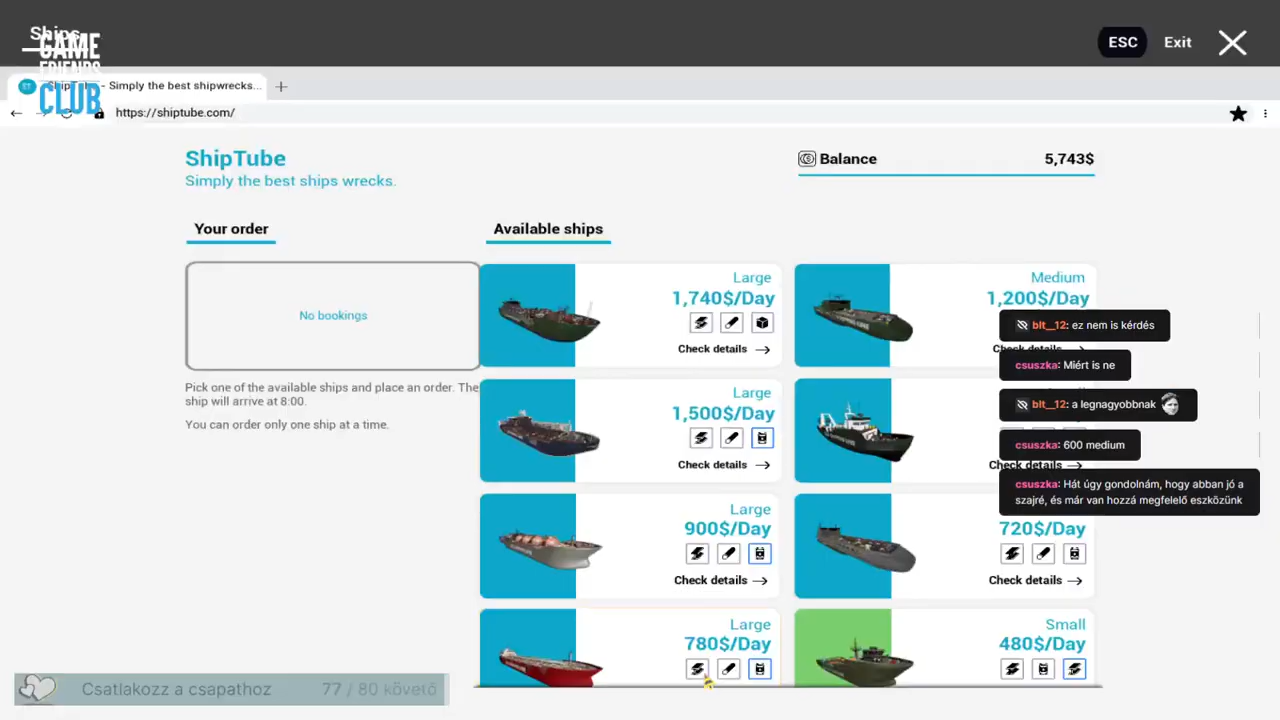 Ships
GAME
FRIENDS
CLUB
ESC
Exit
- Simply the best shipwrecks...
https://shiptube.com/
ShipTube
Simply the best ships wrecks.
Balance
5,743$
Your order
Available ships
No bookings
Pick one of the available ships and place an order. The
ship will arrive at 8:00.
You can order only one ship at a time.
Large
1,740$/Day
Check details
Medium
1,200$/Day
Large
1,500$/Day
Check details
Check details
Large
900$/Day
Check details
720$/Day
Check details
Large
780$/Day
Small
480$/Day
blt__12: ez nem is kérdés
csuszka: Miért is ne
blt__12: a legnagyobbnak
csuszka: 600 medium
csuszka: Hát úgy gondolnám, hogy abban jó a
szajré, és már van hozzá megfelelő eszközünk
Csatlakozz a csapathoz
77 / 80 követő